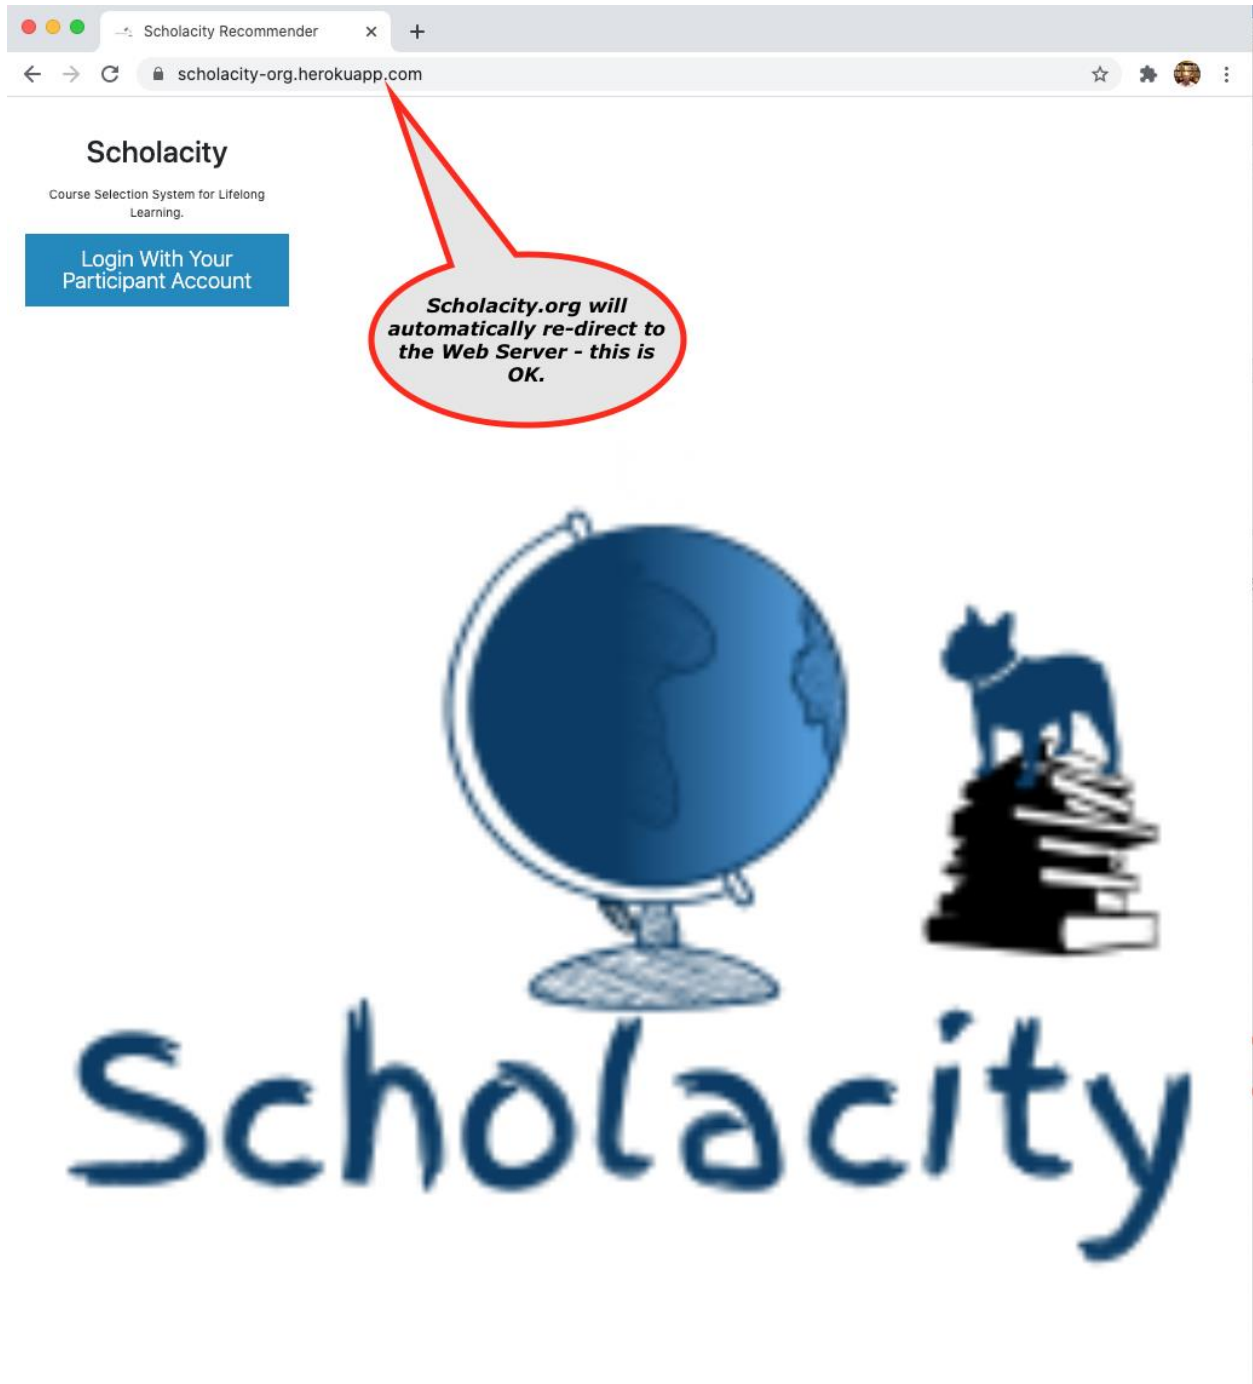 Scholacity Recommender
scholacity-org.herokuapp.com
Scholacity
Course Selection System for Lifelong
Learning.
Login With Your
Participant Account
Scholacity.org will
automatically re-direct to
the Web Server - this is
OK.
Scholacity